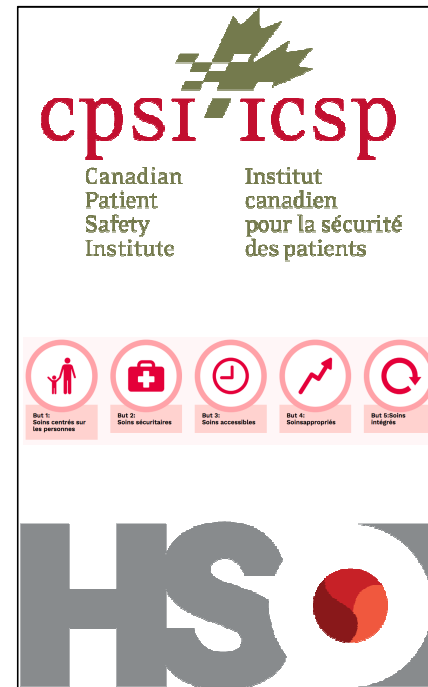 cpsi icsp
Canadian
Patient
Safety
Institute
Institut
canadien
pour la sécurité
des patients
But 1:
Soins centrés sur
les personnes
But 2:
Soins sécuritaires
But 3:
Soins accessibles
But 4:
Soinsappropriés
But 5:Soins
intégrés
HSO